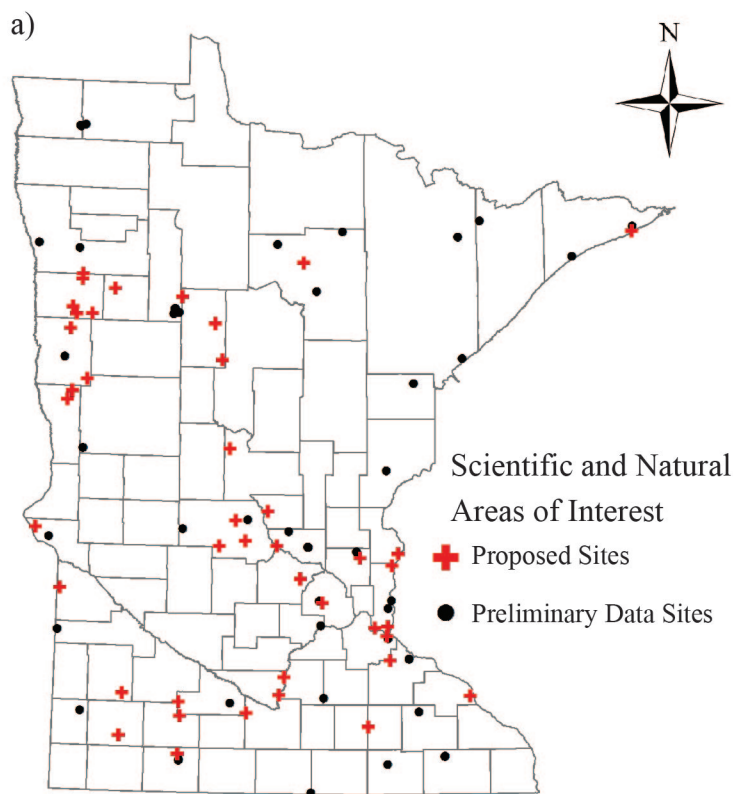 a)
N
Scientific and Natural
Areas of Interest
Proposed Sites
Preliminary Data Sites